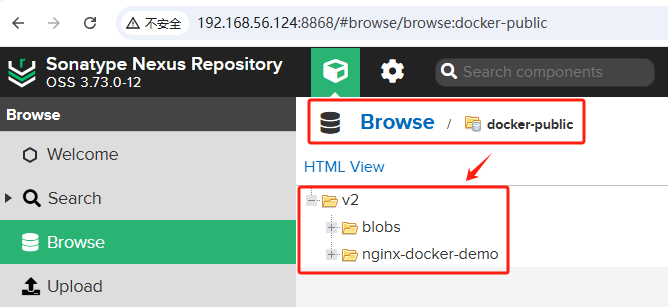 不安全 192.168.56.124:8868/#browse/browse:docker-public
Sonatype Nexus Repository
OSS 3.73.0-12
Search components
Browse
Browse / docker-public
Welcome
HTML View
Search
v2
blobs
Browse
nginx-docker-demo
Upload